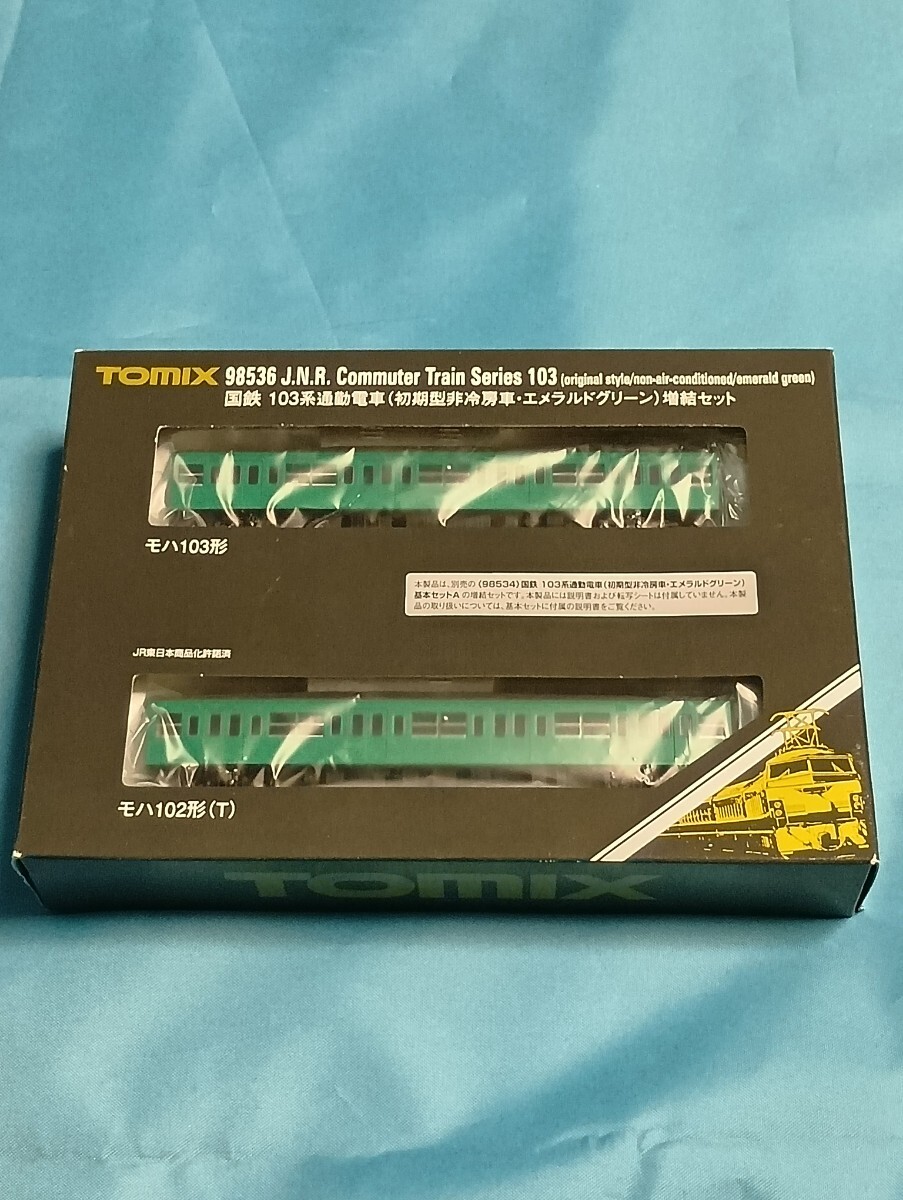 TOMIX 98536 J.N.R. Commuter Train Series 103 (original style/non-air-conditioned/emerald green)
国鉄 103系通勤電車(初期型非冷房車・エメラルドグリーン)増結セット
モハ103形
本製品は、別売の〈98534〉国鉄 103系通勤電車(初期型非冷房車・エメラルドグリーン)
基本セットA の増結セットです。本製品には説明書および転写シートは付属していません。本製
品の取り扱いについては、基本セットに付属の説明書をご覧ください。
JR東日本商品化許諾済
モハ102形(T)
TOMIX